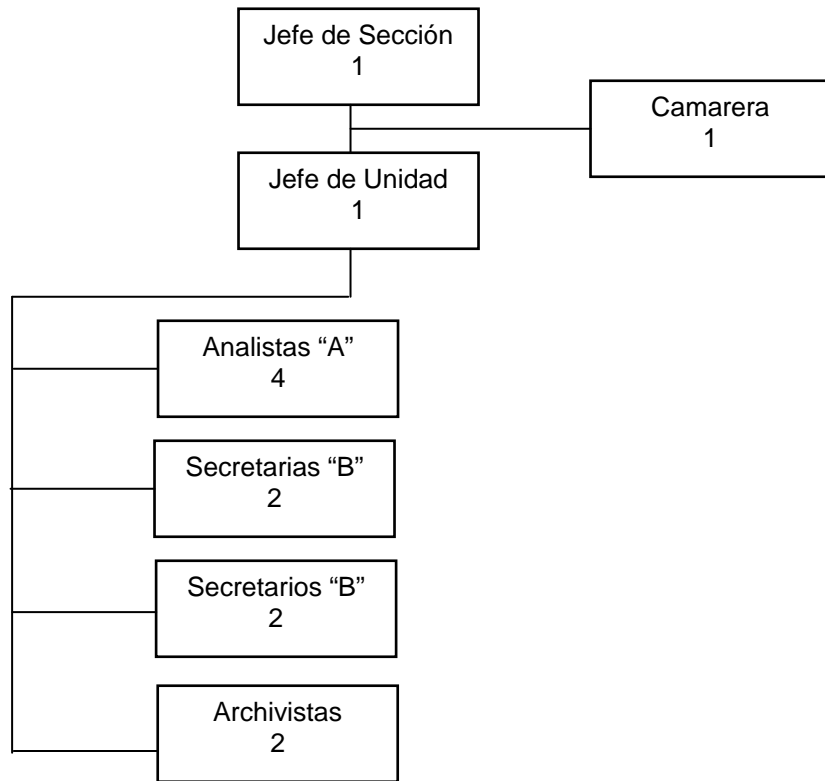 Jefe de Sección
1
Camarera
1
Jefe de Unidad
1
Analistas “A”
4
Secretarias “B”
2
Secretarios “B”
2
Archivistas
2